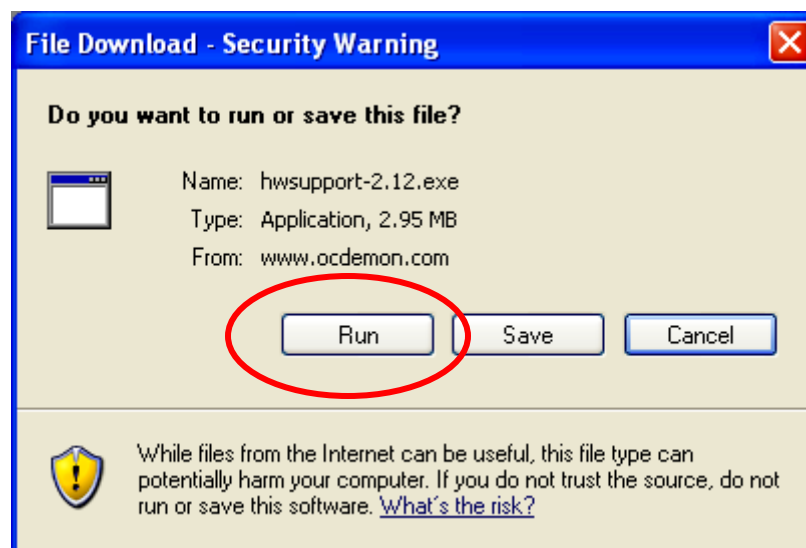 File Download - Security Warning
Do you want to run or save this file?
Name: hwsupport-2.12.exe
Type: Application, 2.95 MB
From: www.ocdemon.com
Run Save Cancel
While files from the Internet can be useful, this file type can
potentially harm your computer. If you do not trust the source, do not
run or save this software. What's the risk?